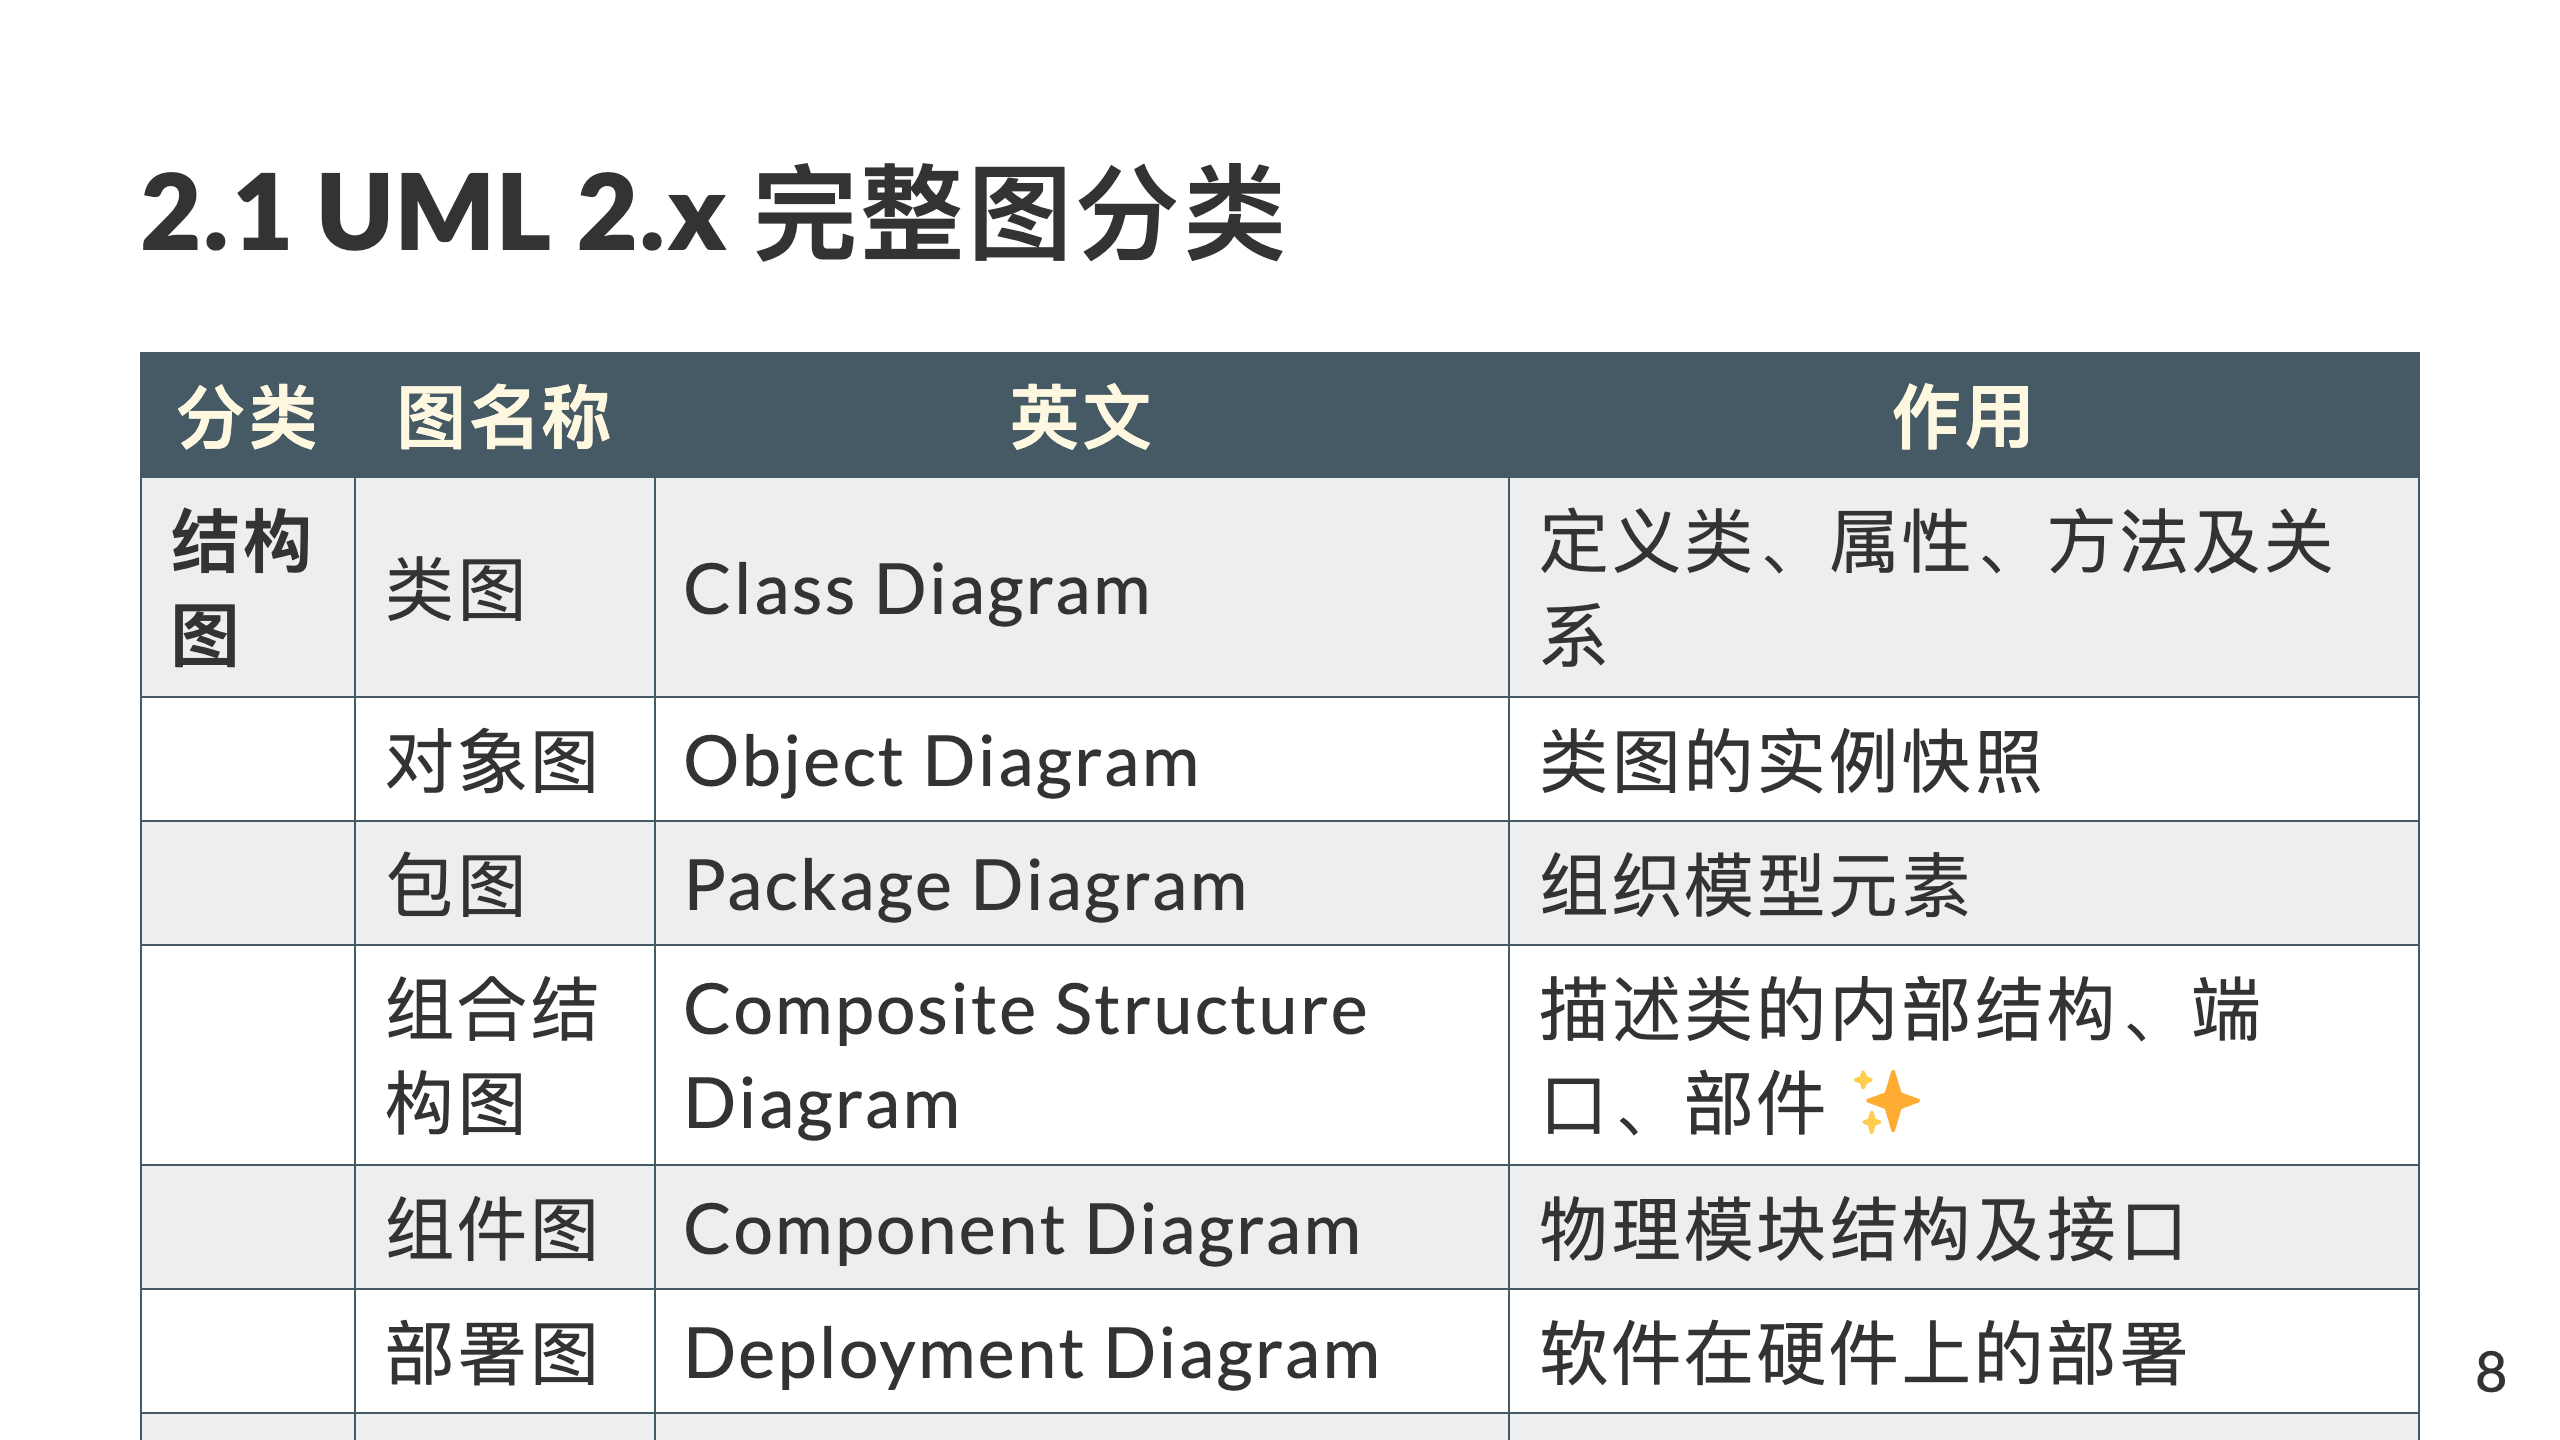 2.1 UML 2.x 完整图分类
分类 图名称 英文 作用
结构图 类图 Class Diagram 定义类、属性、方法及关系
对象图 Object Diagram 类图的实例快照
包图 Package Diagram 组织模型元素
组合结构图 Composite Structure Diagram 描述类的内部结构、端口、部件 ✨
组件图 Component Diagram 物理模块结构及接口
部署图 Deployment Diagram 软件在硬件上的部署
8